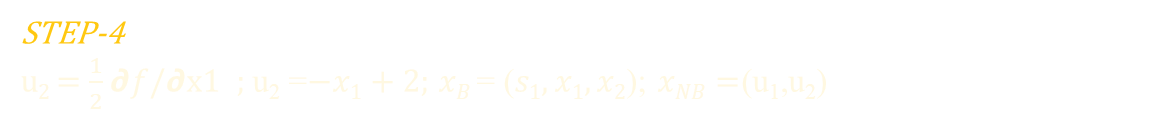 STEP-4
u₂ = ½ ∂f/∂x1 ; u₂ =−x₁ + 2; x_B = (s₁, x₁, x₂); x_NB =(u₁,u₂)